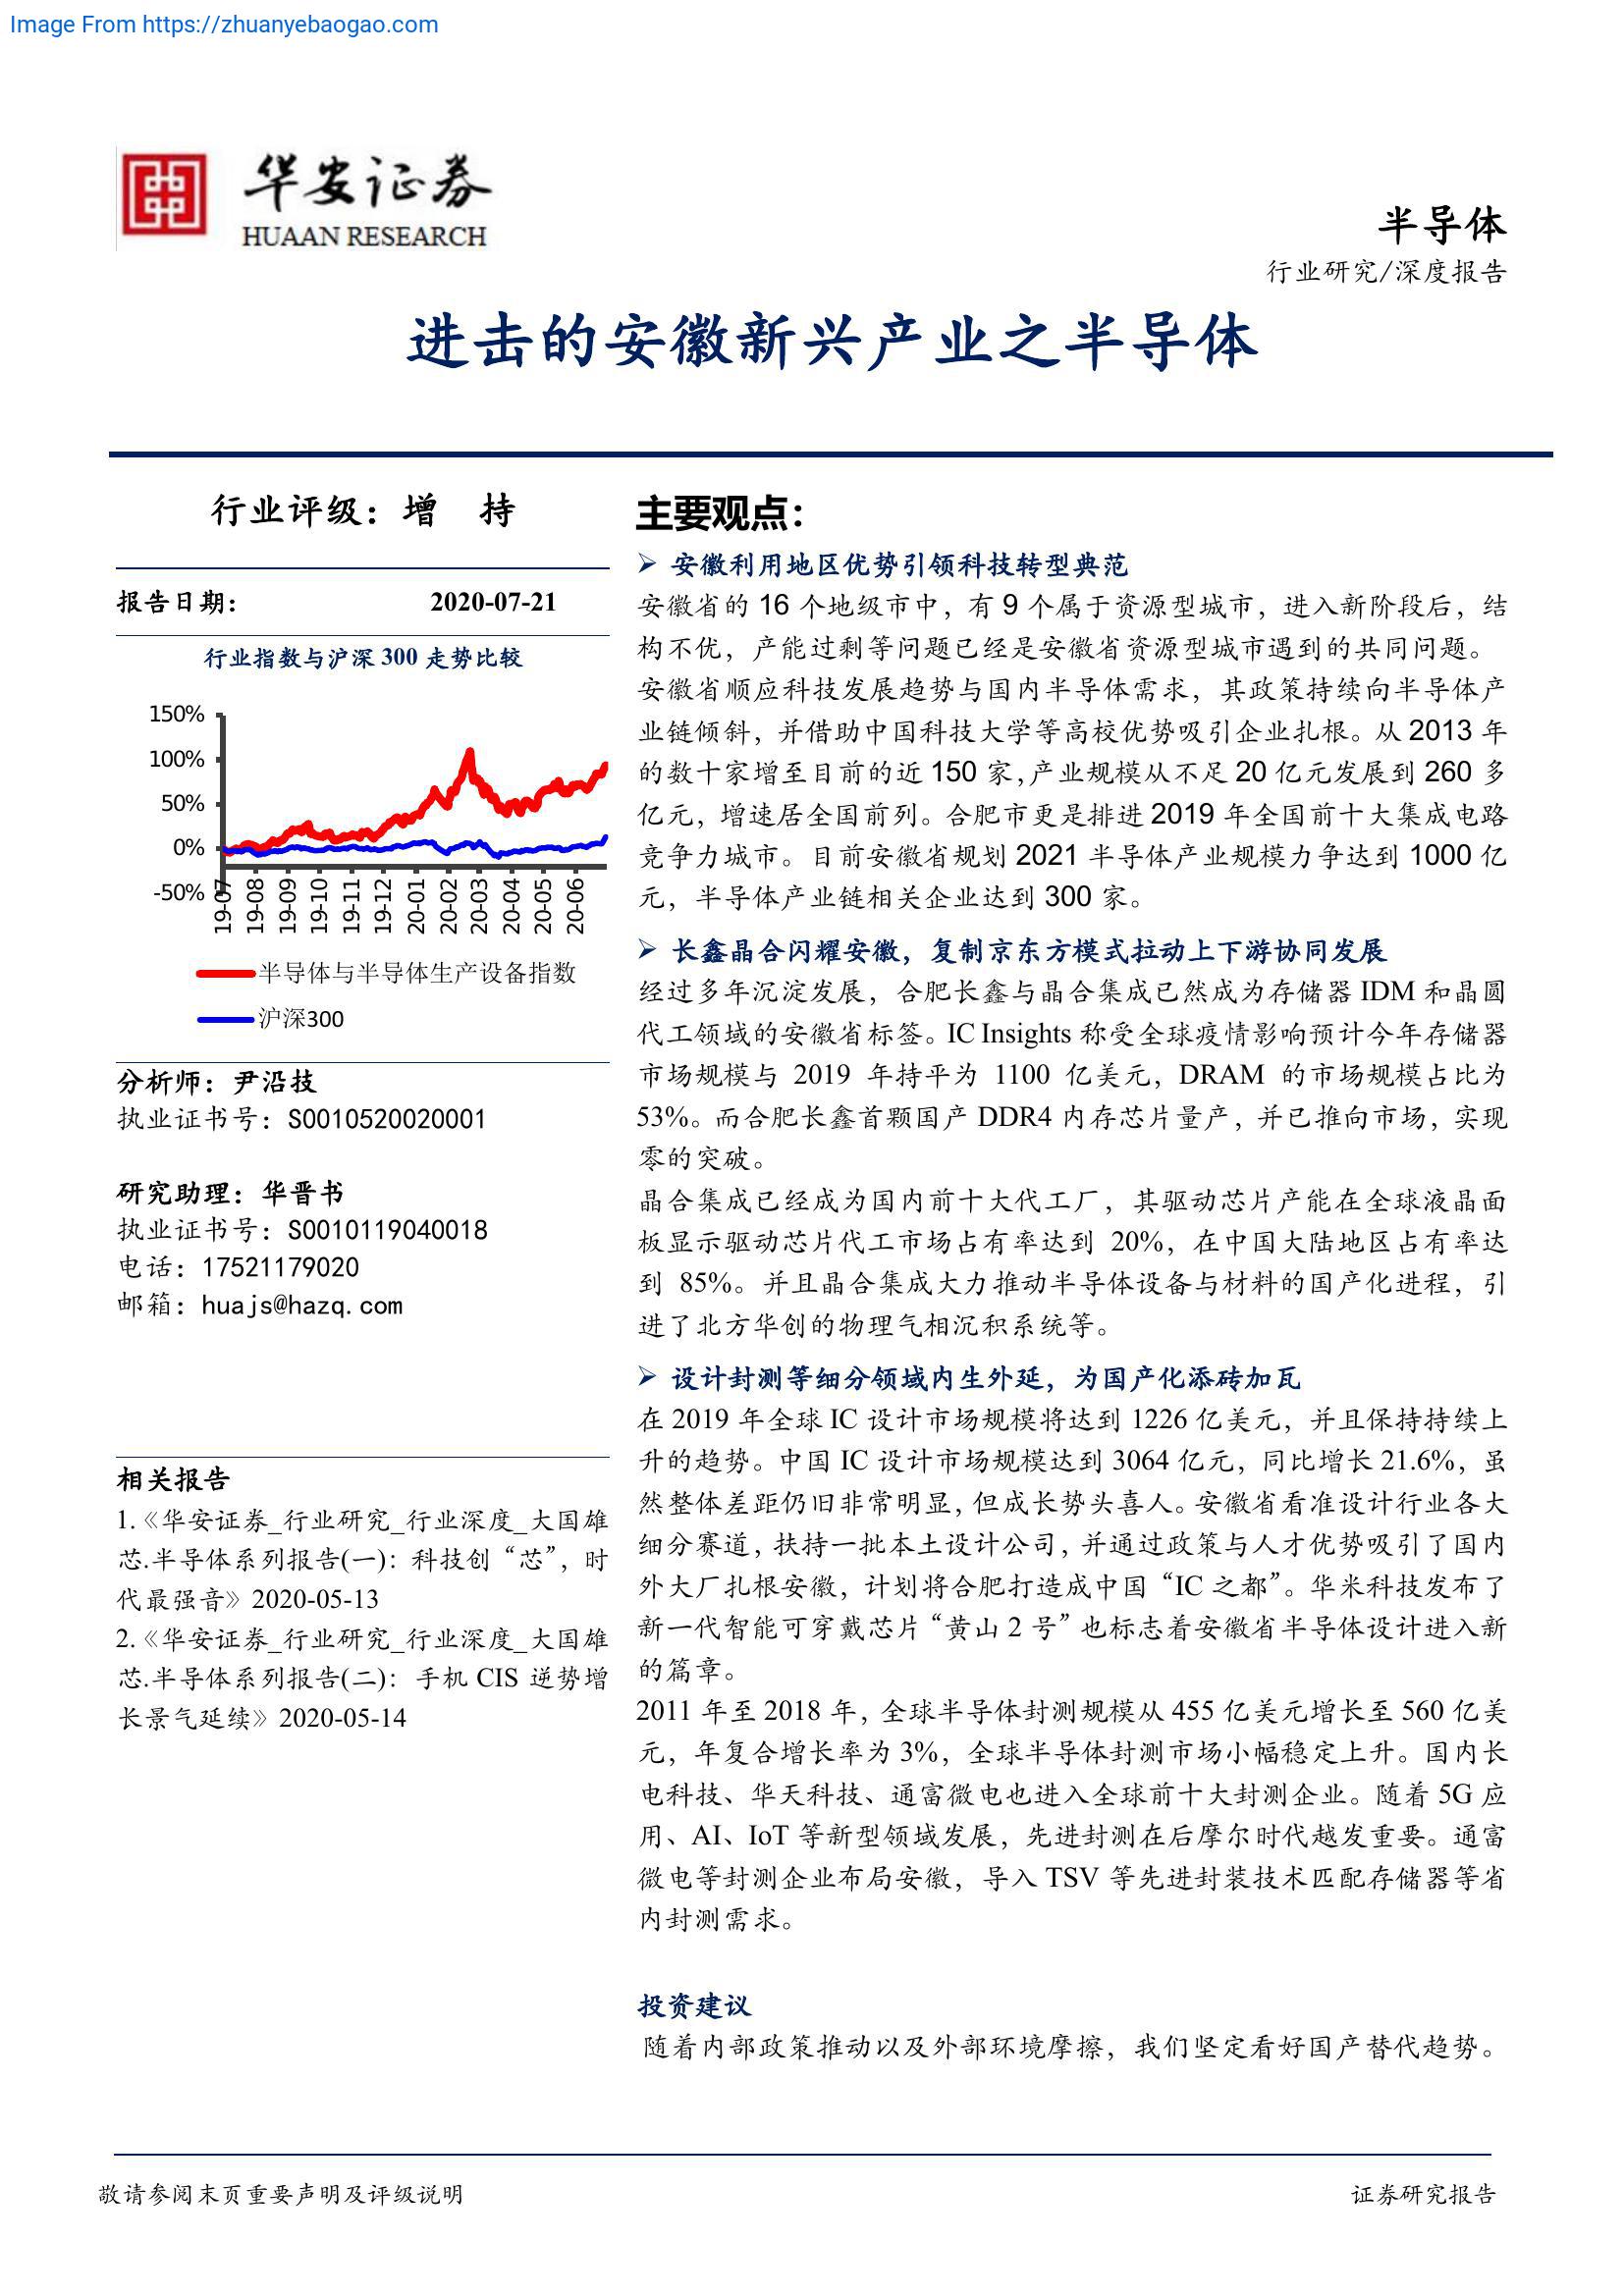 Image From https://zhuanyebaogao.com
华安证券
HUAAN RESEARCH
半导体
行业研究/深度报告
进击的安徽新兴产业之半导体
行业评级：增 持
报告日期： 2020-07-21
行业指数与沪深 300 走势比较
150%
100%
50%
0%
-50%
19-07 19-08 19-09 19-10 19-11 19-12 20-01 20-02 20-03 20-04 20-05 20-06
半导体与半导体生产设备指数
沪深300
分析师：尹沿技
执业证书号：S0010520020001
研究助理：华晋书
执业证书号：S0010119040018
电话：17521179020
邮箱：huajs@hazq.com
相关报告
1.《华安证券_行业研究_行业深度_大国雄
芯.半导体系列报告(一)：科技创“芯”，时
代最强音》2020-05-13
2.《华安证券_行业研究_行业深度_大国雄
芯.半导体系列报告(二)：手机 CIS 逆势增
长景气延续》2020-05-14
主要观点：
➢ 安徽利用地区优势引领科技转型典范
安徽省的 16 个地级市中，有 9 个属于资源型城市，进入新阶段后，结
构不优，产能过剩等问题已经是安徽省资源型城市遇到的共同问题。
安徽省顺应科技发展趋势与国内半导体需求，其政策持续向半导体产
业链倾斜，并借助中国科技大学等高校优势吸引企业扎根。从 2013 年
的数十家增至目前的近 150 家，产业规模从不足 20 亿元发展到 260 多
亿元，增速居全国前列。合肥市更是排进 2019 年全国前十大集成电路
竞争力城市。目前安徽省规划 2021 半导体产业规模力争达到 1000 亿
元，半导体产业链相关企业达到 300 家。
➢ 长鑫晶合闪耀安徽，复制京东方模式拉动上下游协同发展
经过多年沉淀发展，合肥长鑫与晶合集成已然成为存储器 IDM 和晶圆
代工领域的安徽省标签。IC Insights 称受全球疫情影响预计今年存储器
市场规模与 2019 年持平为 1100 亿美元，DRAM 的市场规模占比为
53%。而合肥长鑫首颗国产 DDR4 内存芯片量产，并已推向市场，实现
零的突破。
晶合集成已经成为国内前十大代工厂，其驱动芯片产能在全球液晶面
板显示驱动芯片代工市场占有率达到 20%，在中国大陆地区占有率达
到 85%。并且晶合集成大力推动半导体设备与材料的国产化进程，引
进了北方华创的物理气相沉积系统等。
➢ 设计封测等细分领域内生外延，为国产化添砖加瓦
在 2019 年全球 IC 设计市场规模将达到 1226 亿美元，并且保持持续上
升的趋势。中国 IC 设计市场规模达到 3064 亿元，同比增长 21.6%，虽
然整体差距仍旧非常明显，但成长势头喜人。安徽省看准设计行业各大
细分赛道，扶持一批本土设计公司，并通过政策与人才优势吸引了国内
外大厂扎根安徽，计划将合肥打造成中国“IC 之都”。华米科技发布了
新一代智能可穿戴芯片“黄山 2 号”也标志着安徽省半导体设计进入新
的篇章。
2011 年至 2018 年，全球半导体封测规模从 455 亿美元增长至 560 亿美
元，年复合增长率为 3%，全球半导体封测市场小幅稳定上升。国内长
电科技、华天科技、通富微电也进入全球前十大封测企业。随着 5G 应
用、AI、IoT 等新型领域发展，先进封测在后摩尔时代越发重要。通富
微电等封测企业布局安徽，导入 TSV 等先进封装技术匹配存储器等省
内封测需求。
投资建议
随着内部政策推动以及外部环境摩擦，我们坚定看好国产替代趋势。
敬请参阅末页重要声明及评级说明
证券研究报告